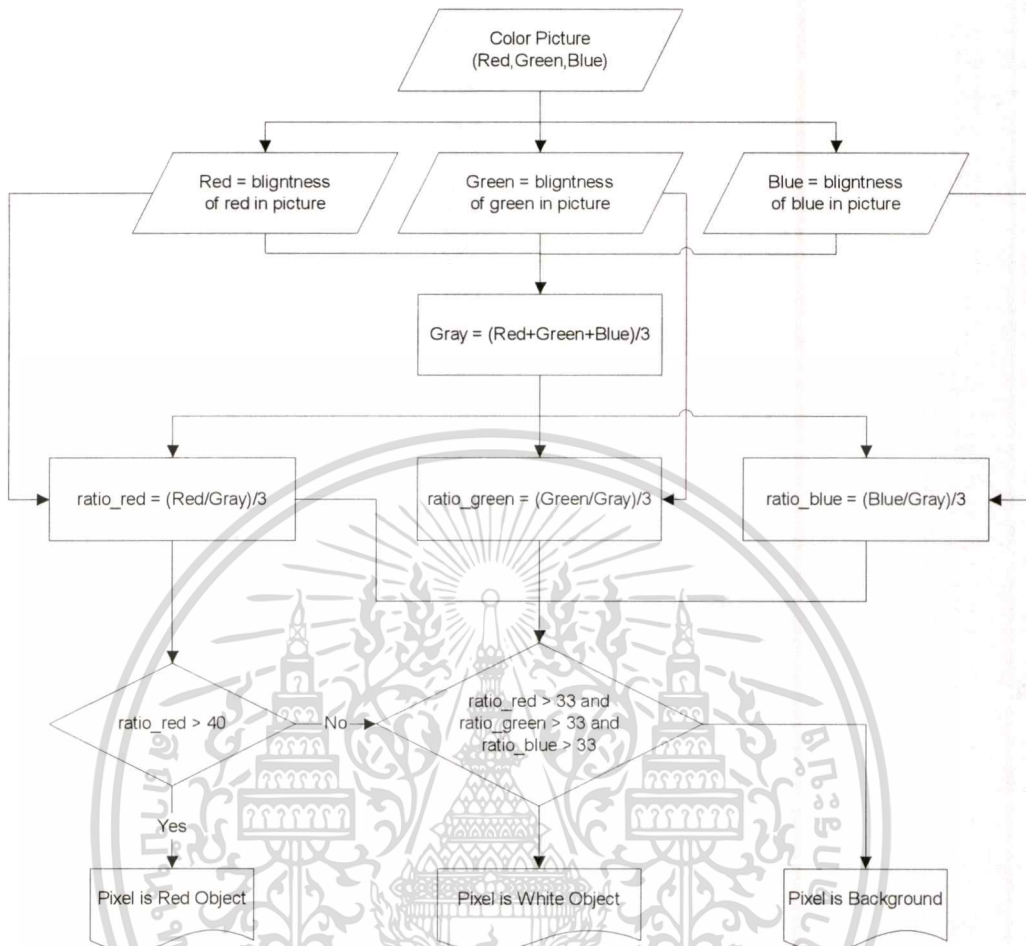 Color Picture
(Red,Green,Blue)
Red = bligntness
of red in picture
Green = bligntness
of green in picture
Blue = bligntness
of blue in picture
Gray = (Red+Green+Blue)/3
ratio_red = (Red/Gray)/3
ratio_green = (Green/Gray)/3
ratio_blue = (Blue/Gray)/3
ratio_red > 40
No
ratio_red > 33 and
ratio_green > 33 and
ratio_blue > 33
Yes
Pixel is Red Object
Pixel is White Object
Pixel is Background